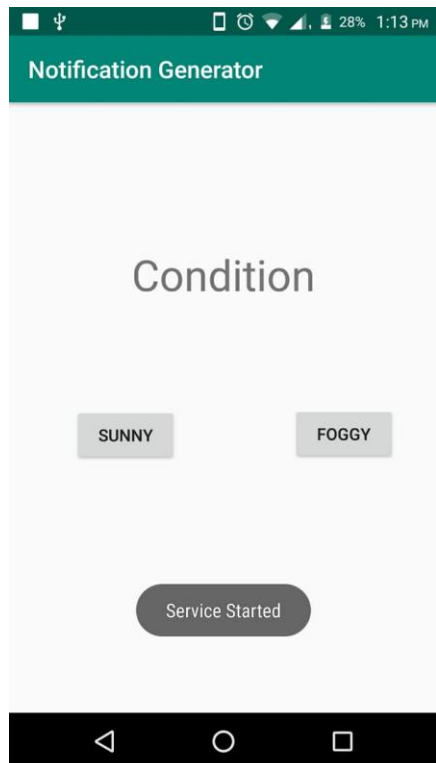 28% 1:13 PM
Notification Generator
Condition
SUNNY FOGGY
Service Started